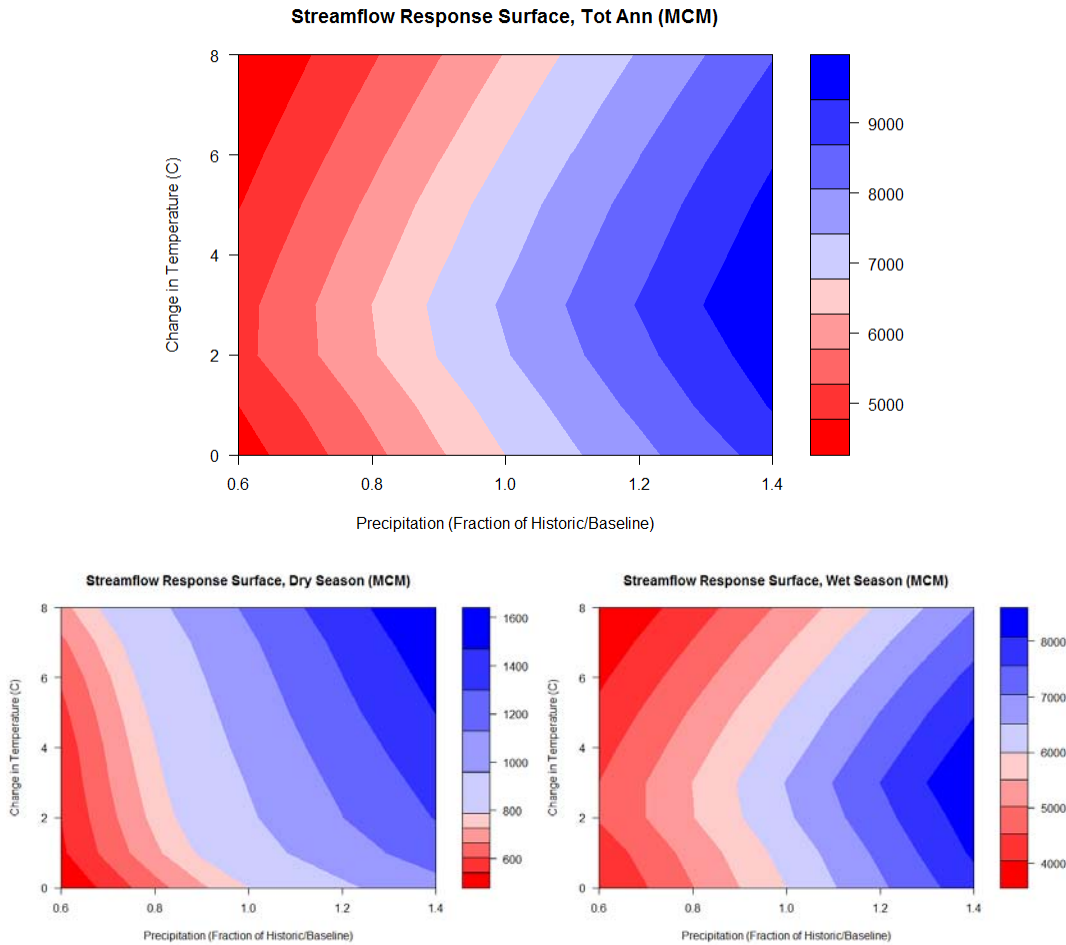 Streamflow Response Surface, Tot Ann (MCM)
8
6
4
2
0
Change in Temperature (C)
0.6 0.8 1.0 1.2 1.4
Precipitation (Fraction of Historic/Baseline)
9000
8000
7000
6000
5000
Streamflow Response Surface, Dry Season (MCM)
8
6
4
2
0
Change in Temperature (C)
0.6 0.8 1.0 1.2 1.4
Precipitation (Fraction of Historic/Baseline)
1600
1400
1200
1000
800
600
Streamflow Response Surface, Wet Season (MCM)
8
6
4
2
0
Change in Temperature (C)
0.6 0.8 1.0 1.2 1.4
Precipitation (Fraction of Historic/Baseline)
8000
7000
6000
5000
4000